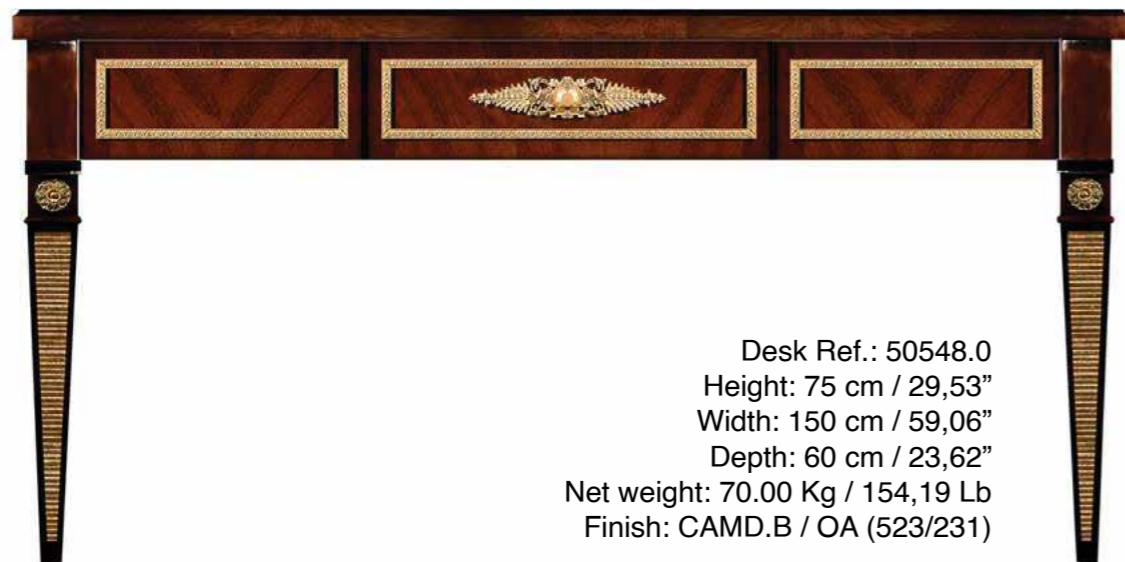 Desk Ref.: 50548.0
Height: 75 cm / 29,53”
Width: 150 cm / 59,06”
Depth: 60 cm / 23,62”
Net weight: 70.00 Kg / 154,19 Lb
Finish: CAMD.B / OA (523/231)